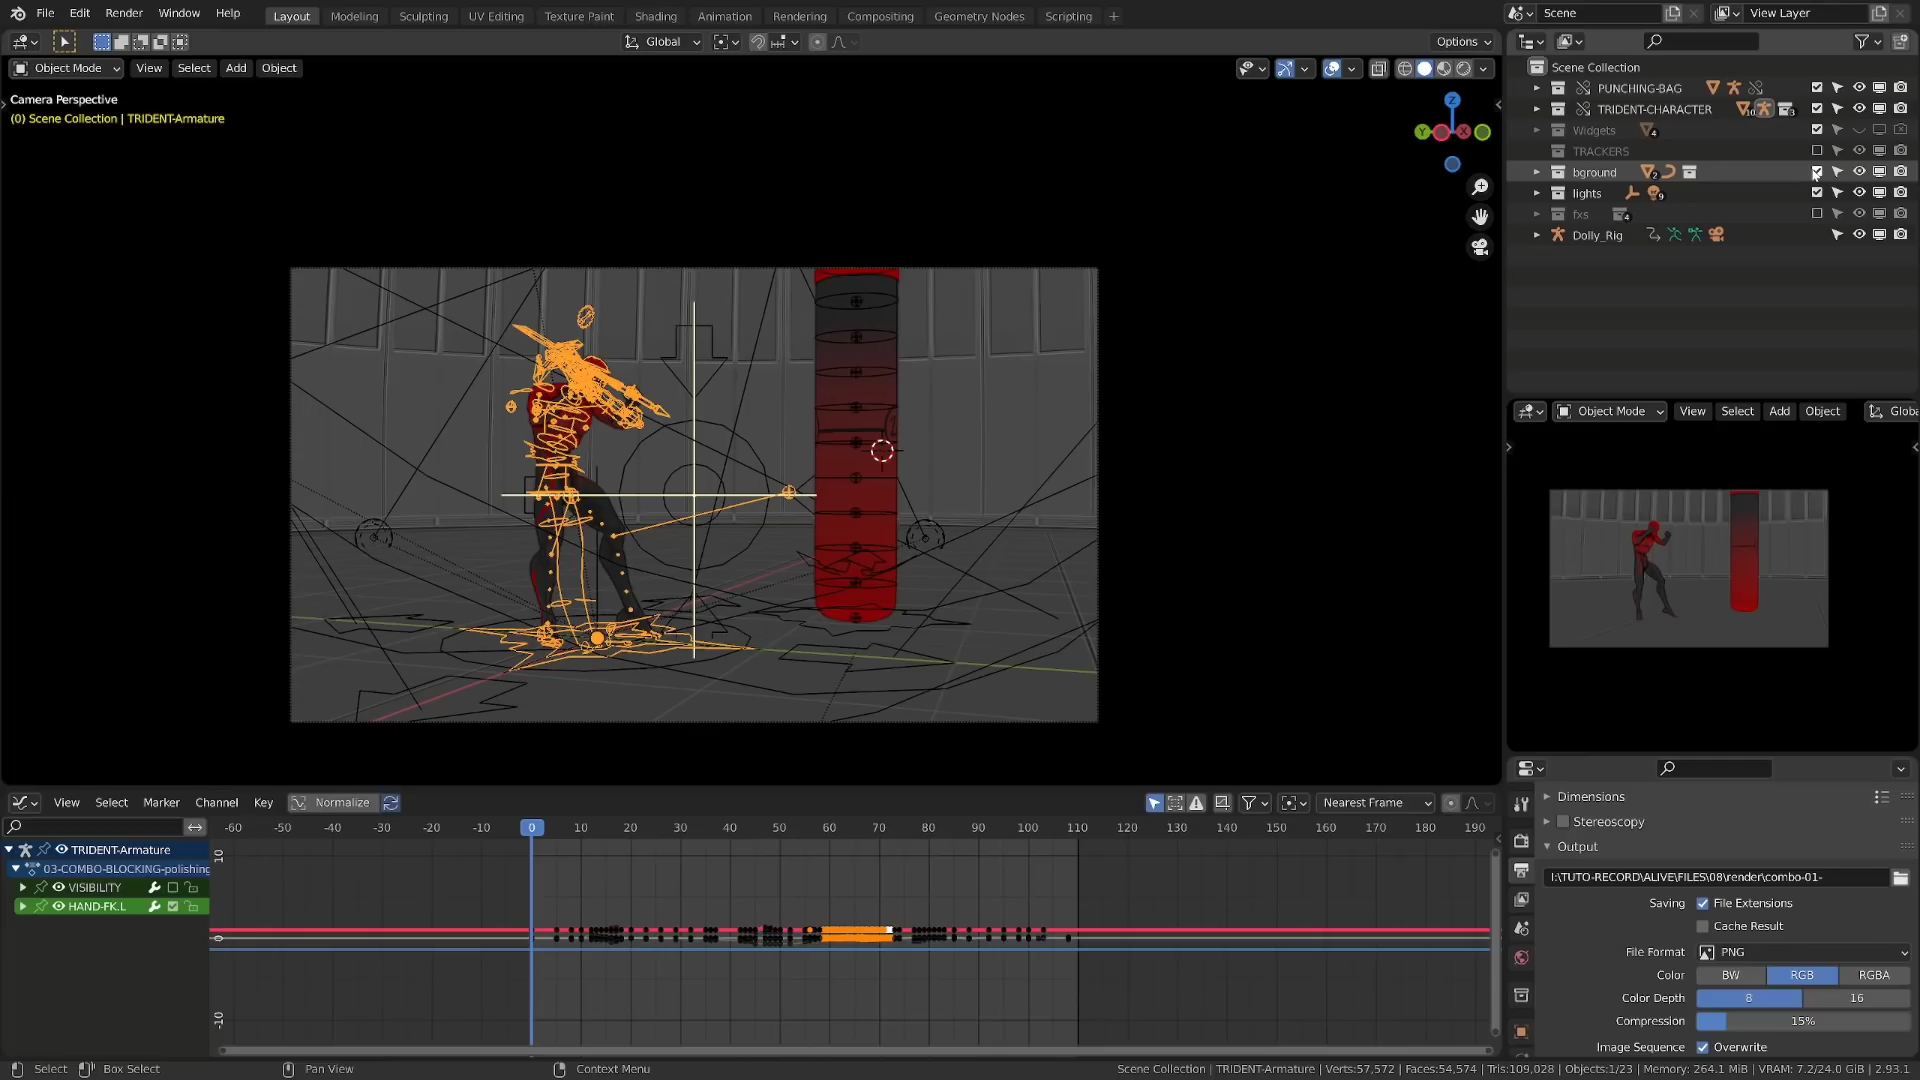 File Edit Render Window Help Layout Modeling Sculpting UV Editing Texture Paint Shading Animation Rendering Compositing Geometry Nodes Scripting + Scene View Layer
Global Options
Object Mode View Select Add Object
Camera Perspective
(0) Scene Collection | TRIDENT-Armature
Z
Y X
Scene Collection
PUNCHING-BAG
TRIDENT-CHARACTER 10 3
Widgets 4
TRACKERS
bground 2
lights 9
fxs 4
Dolly_Rig
Object Mode View Select Add Object Globa
View Select Marker Channel Key Normalize Nearest Frame
-60 -50 -40 -30 -20 -10 0 10 20 30 40 50 60 70 80 90 100 110 120 130 140 150 160 170 180 190
TRIDENT-Armature
03-COMBO-BLOCKING-polishing
VISIBILITY
HAND-FK.L
10
0
-10
Dimensions
Stereoscopy
Output
I:\TUTO-RECORD\ALIVE\FILES\08\render\combo-01-
Saving File Extensions
Cache Result
File Format PNG
Color BW RGB RGBA
Color Depth 8 16
Compression 15%
Image Sequence Overwrite
Select Box Select Pan View Context Menu Scene Collection | TRIDENT-Armature | Verts:57,572 | Faces:54,574 | Tris:109,028 | Objects:1/23 | Memory: 264.1 MiB | VRAM: 7.2/24.0 GiB | 2.93.1